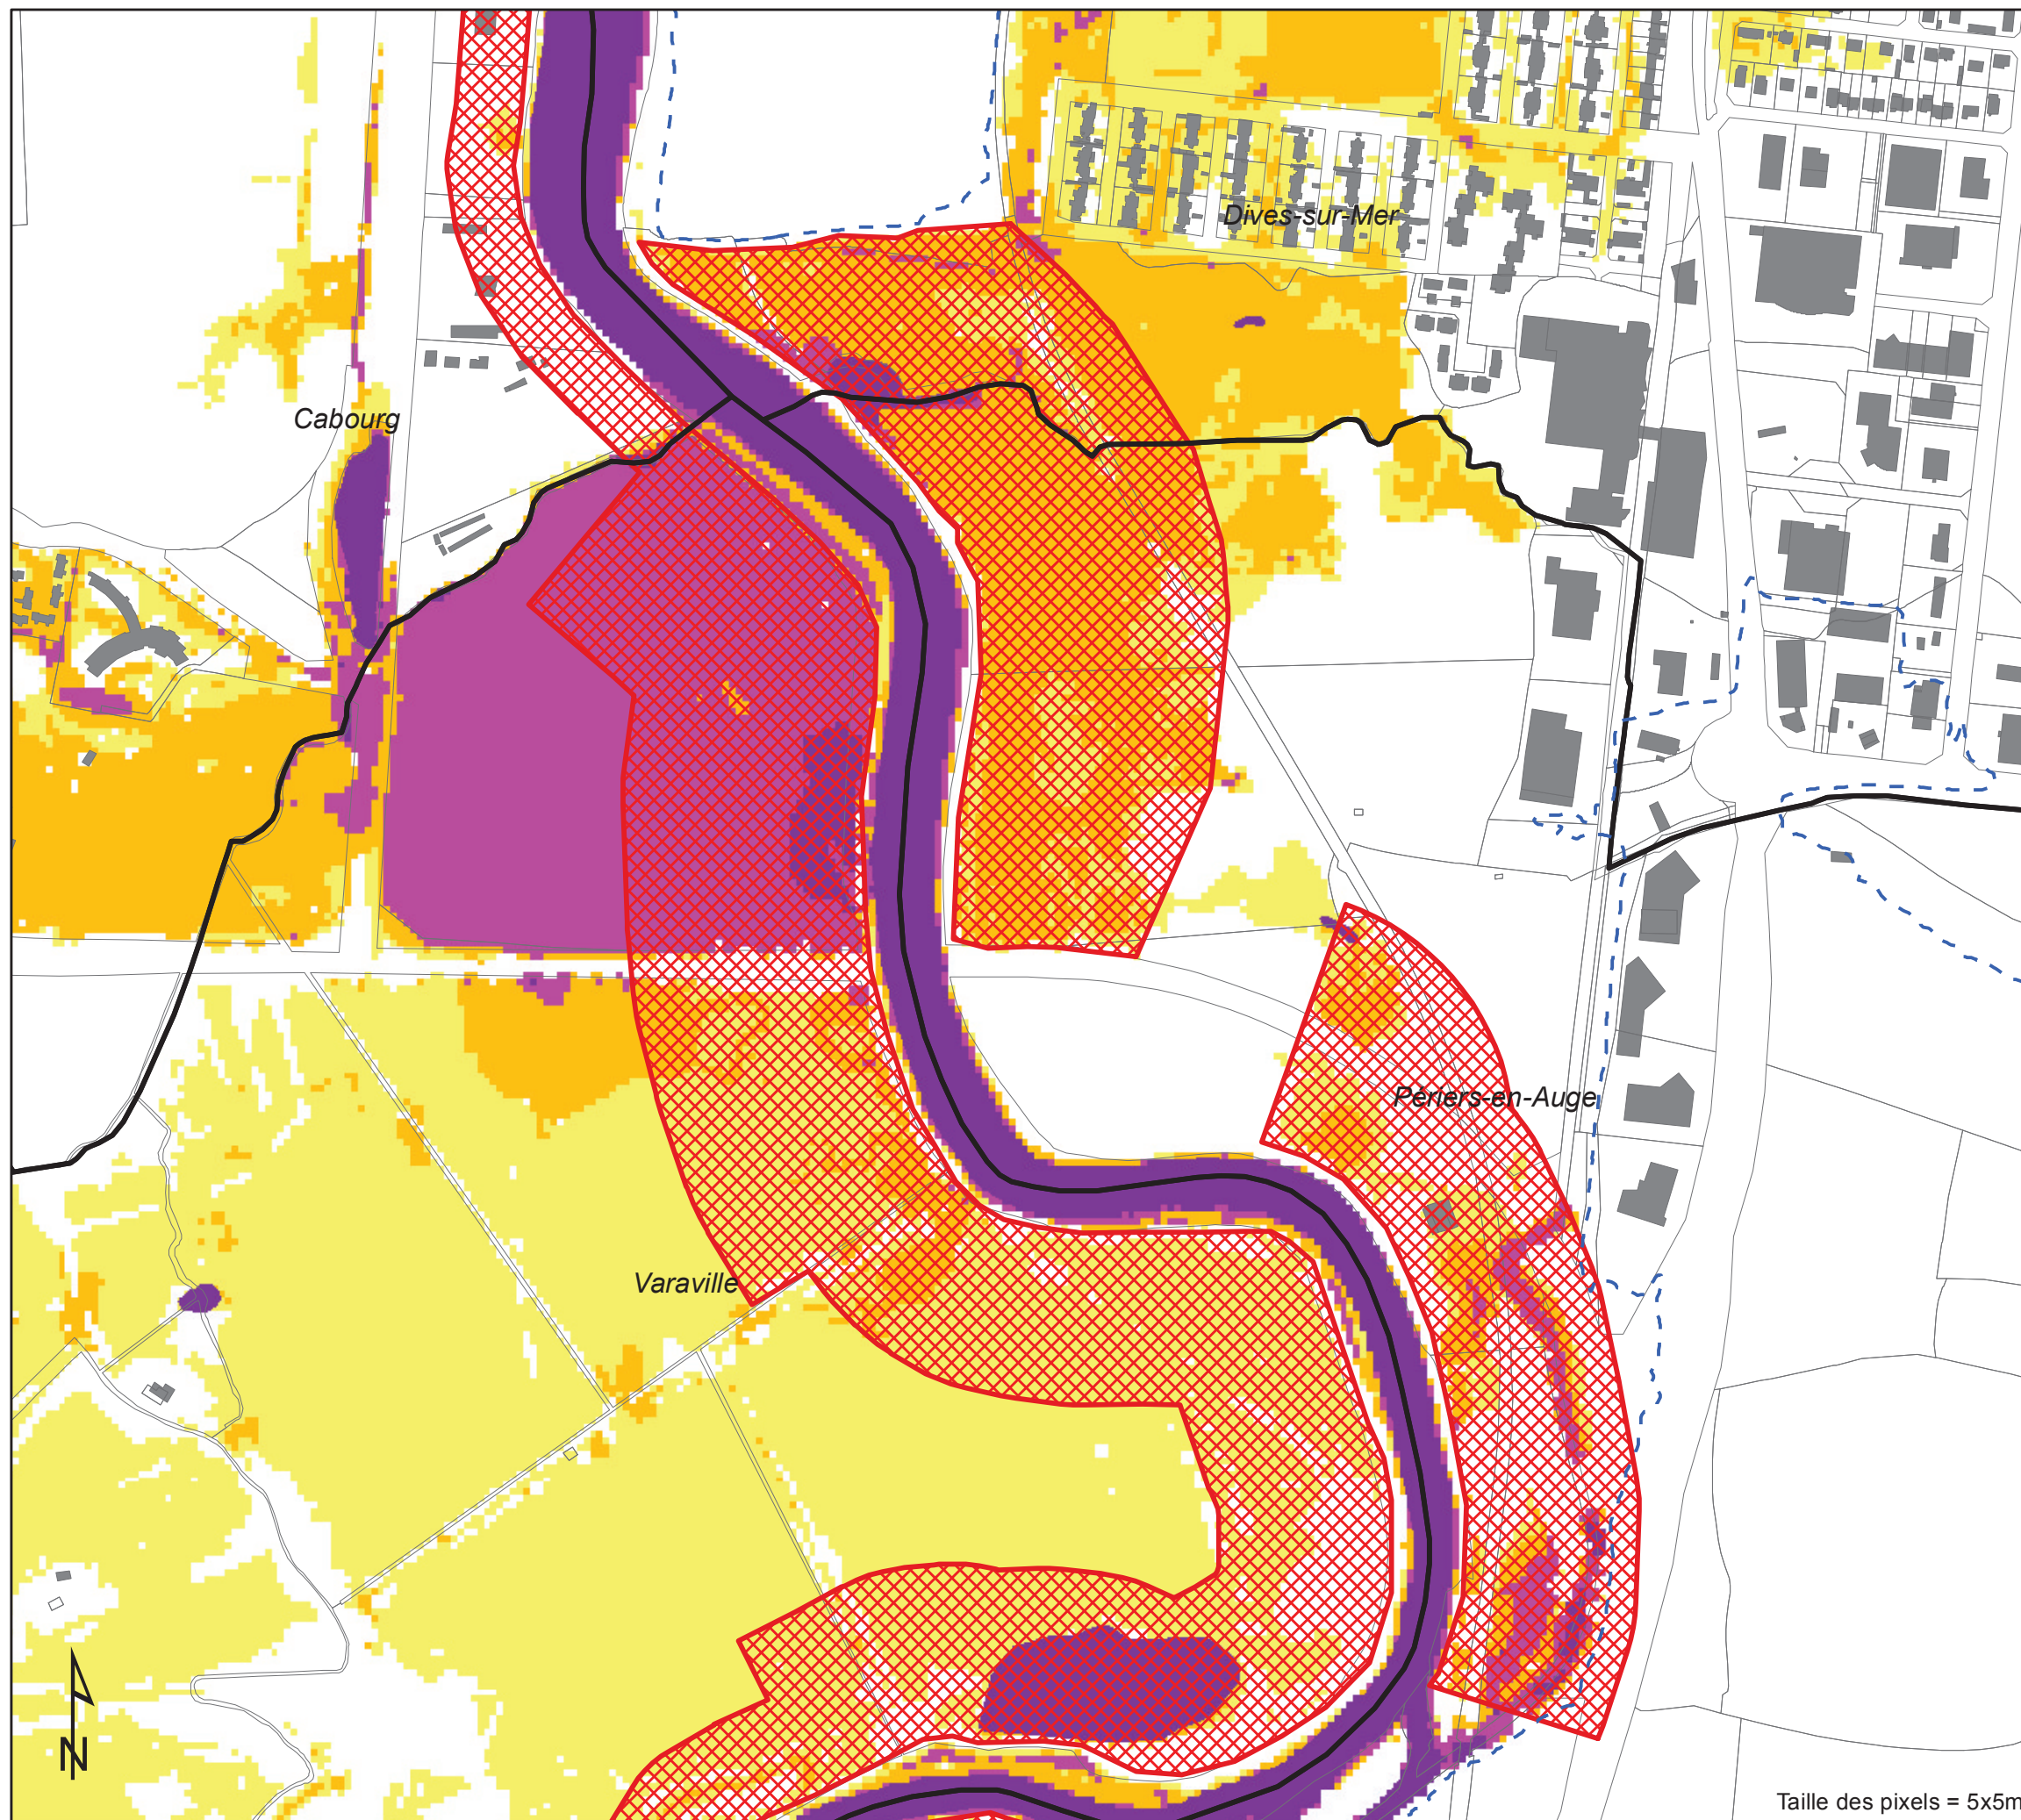 Dives-sur-Mer
Cabourg
Périers-en-Auge
Varaville
N
Taille des pixels = 5x5m